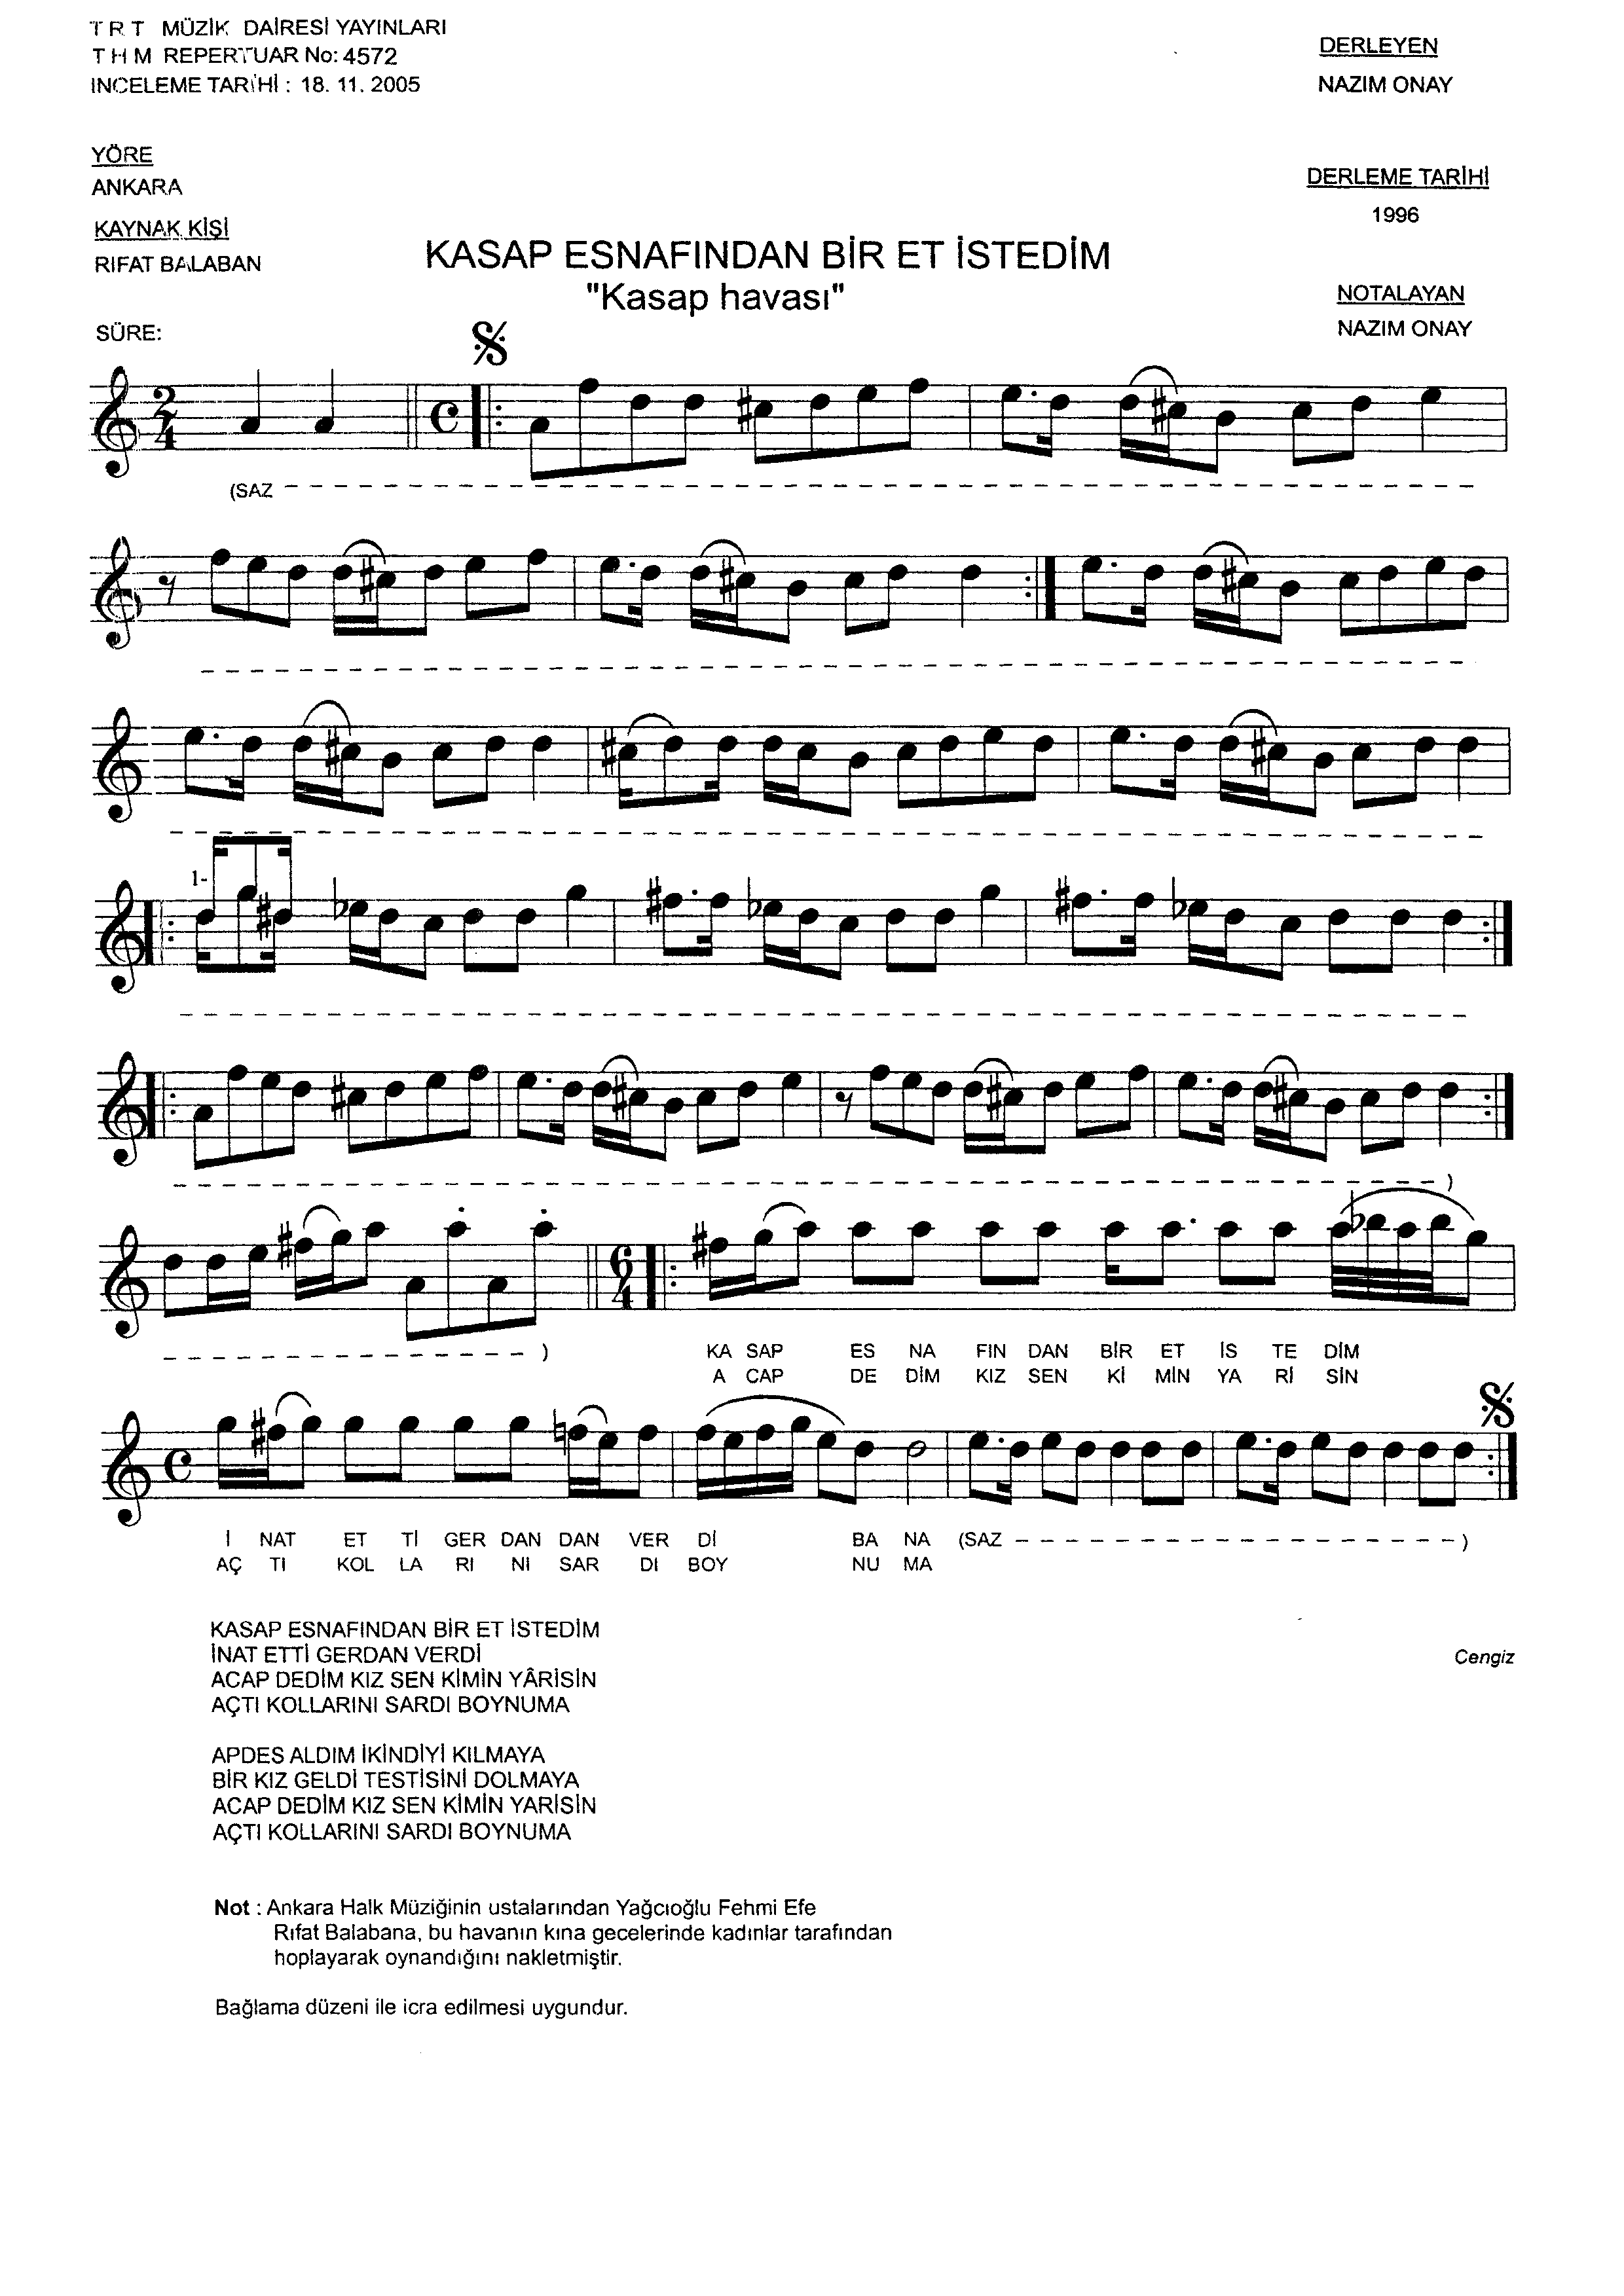 T R T MÜZİK DAİRESİ YAYINLARI
T H M REPERTUAR No: 4572
INCELEME TARİHİ : 18. 11. 2005
DERLEYEN
NAZIM ONAY
YÖRE
ANKARA
DERLEME TARİHİ
1996
KAYNAK KİŞİ
RIFAT BALABAN
KASAP ESNAFINDAN BİR ET İSTEDİM
"Kasap havası"
NOTALAYAN
NAZIM ONAY
SÜRE:
(SAZ
1-
)
)
KA SAP ES NA FIN DAN BİR ET İS TE DİM
A CAP DE DİM KIZ SEN Kİ MİN YA Rİ SİN
İ NAT ET Tİ GER DAN DAN VER Dİ BA NA (SAZ )
AÇ TI KOL LA RI NI SAR DI BOY NU MA
KASAP ESNAFINDAN BİR ET İSTEDİM
İNAT ETTİ GERDAN VERDİ
ACAP DEDİM KIZ SEN KİMİN YÂRİSİN
AÇTI KOLLARINI SARDI BOYNUMA
Cengiz
APDES ALDIM İKİNDİYİ KILMAYA
BİR KIZ GELDİ TESTİSİNİ DOLMAYA
ACAP DEDİM KIZ SEN KİMİN YARİSİN
AÇTI KOLLARINI SARDI BOYNUMA
Not : Ankara Halk Müziğinin ustalarından Yağcıoğlu Fehmi Efe
Rıfat Balabana, bu havanın kına gecelerinde kadınlar tarafından
hoplayarak oynandığını nakletmiştir.
Bağlama düzeni ile icra edilmesi uygundur.